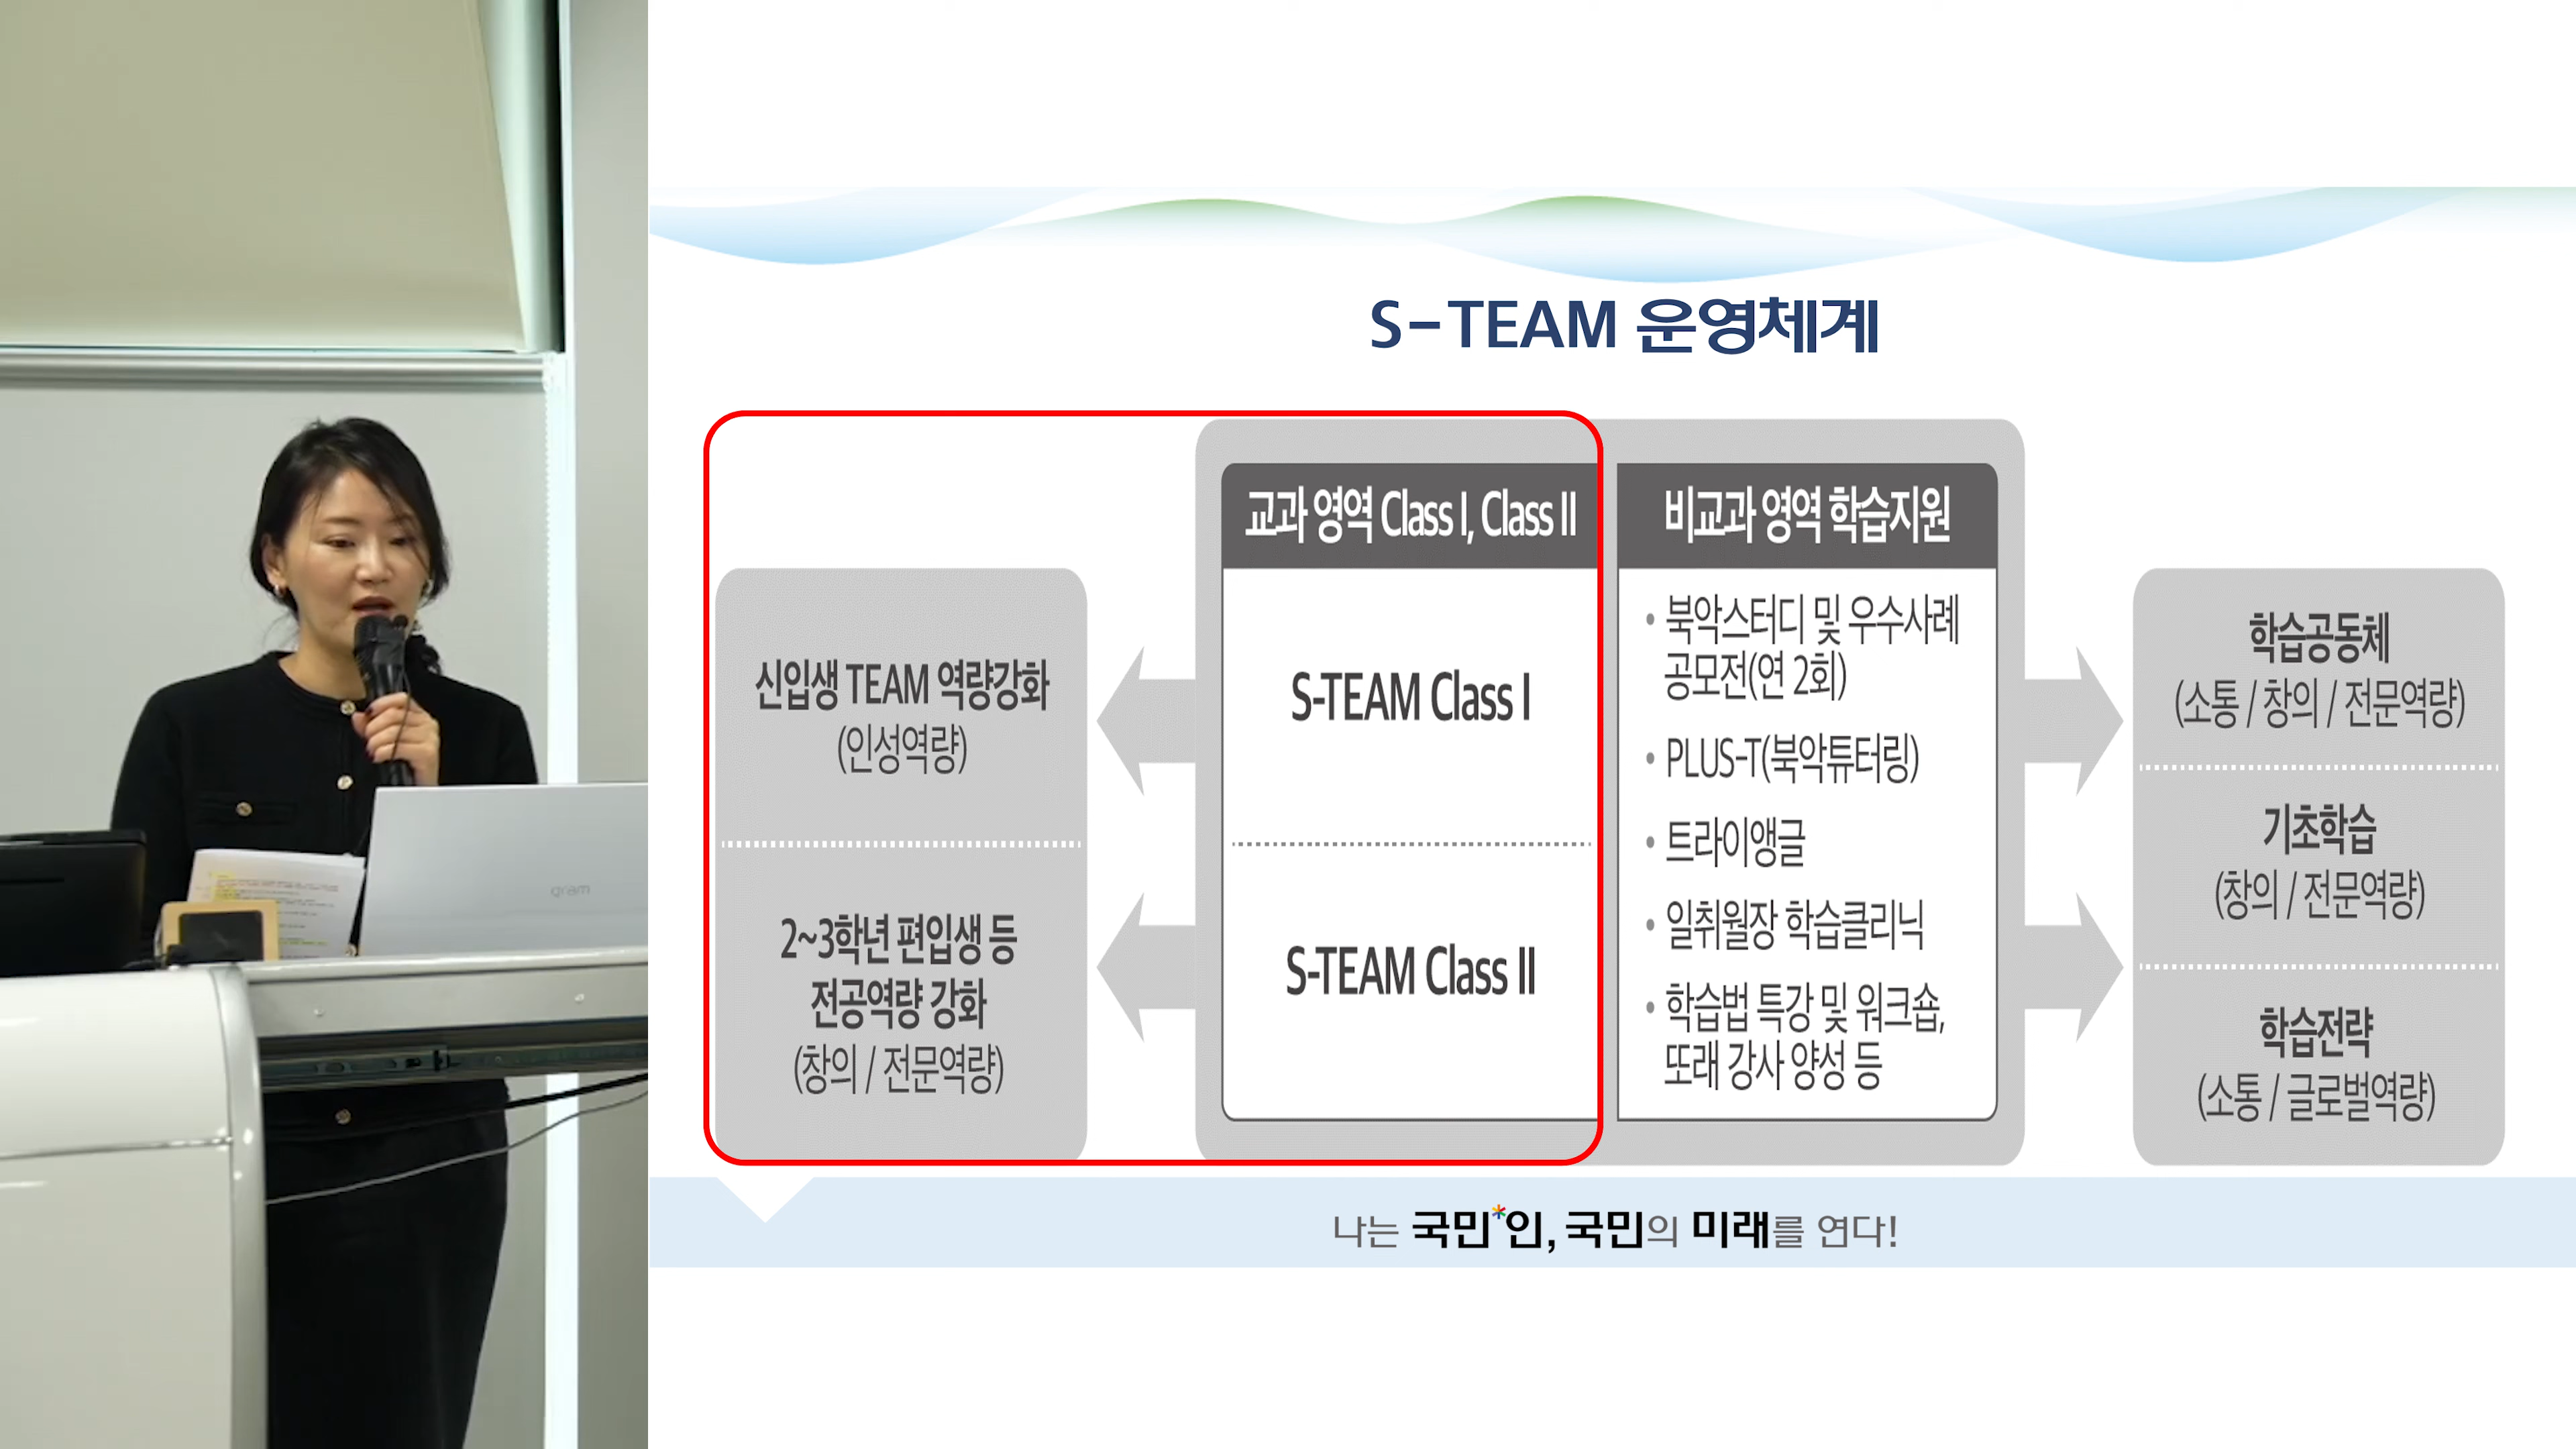 S-TEAM 운영체계
신입생 TEAM 역량강화
(인성역량)
2~3학년 편입생 등
전공역량 강화
(창의 / 전문역량)
교과 영역 Class I, Class II
S-TEAM Class I
S-TEAM Class II
비교과 영역 학습지원
• 북악스터디 및 우수사례
공모전(연 2회)
• PLUS-T(북악튜터링)
• 트라이앵글
• 일취월장 학습클리닉
• 학습법 특강 및 워크숍,
또래 강사 양성 등
학습공동체
(소통 / 창의 / 전문역량)
기초학습
(창의 / 전문역량)
학습전략
(소통 / 글로벌역량)
나는 국민*인, 국민의 미래를 연다!
gram